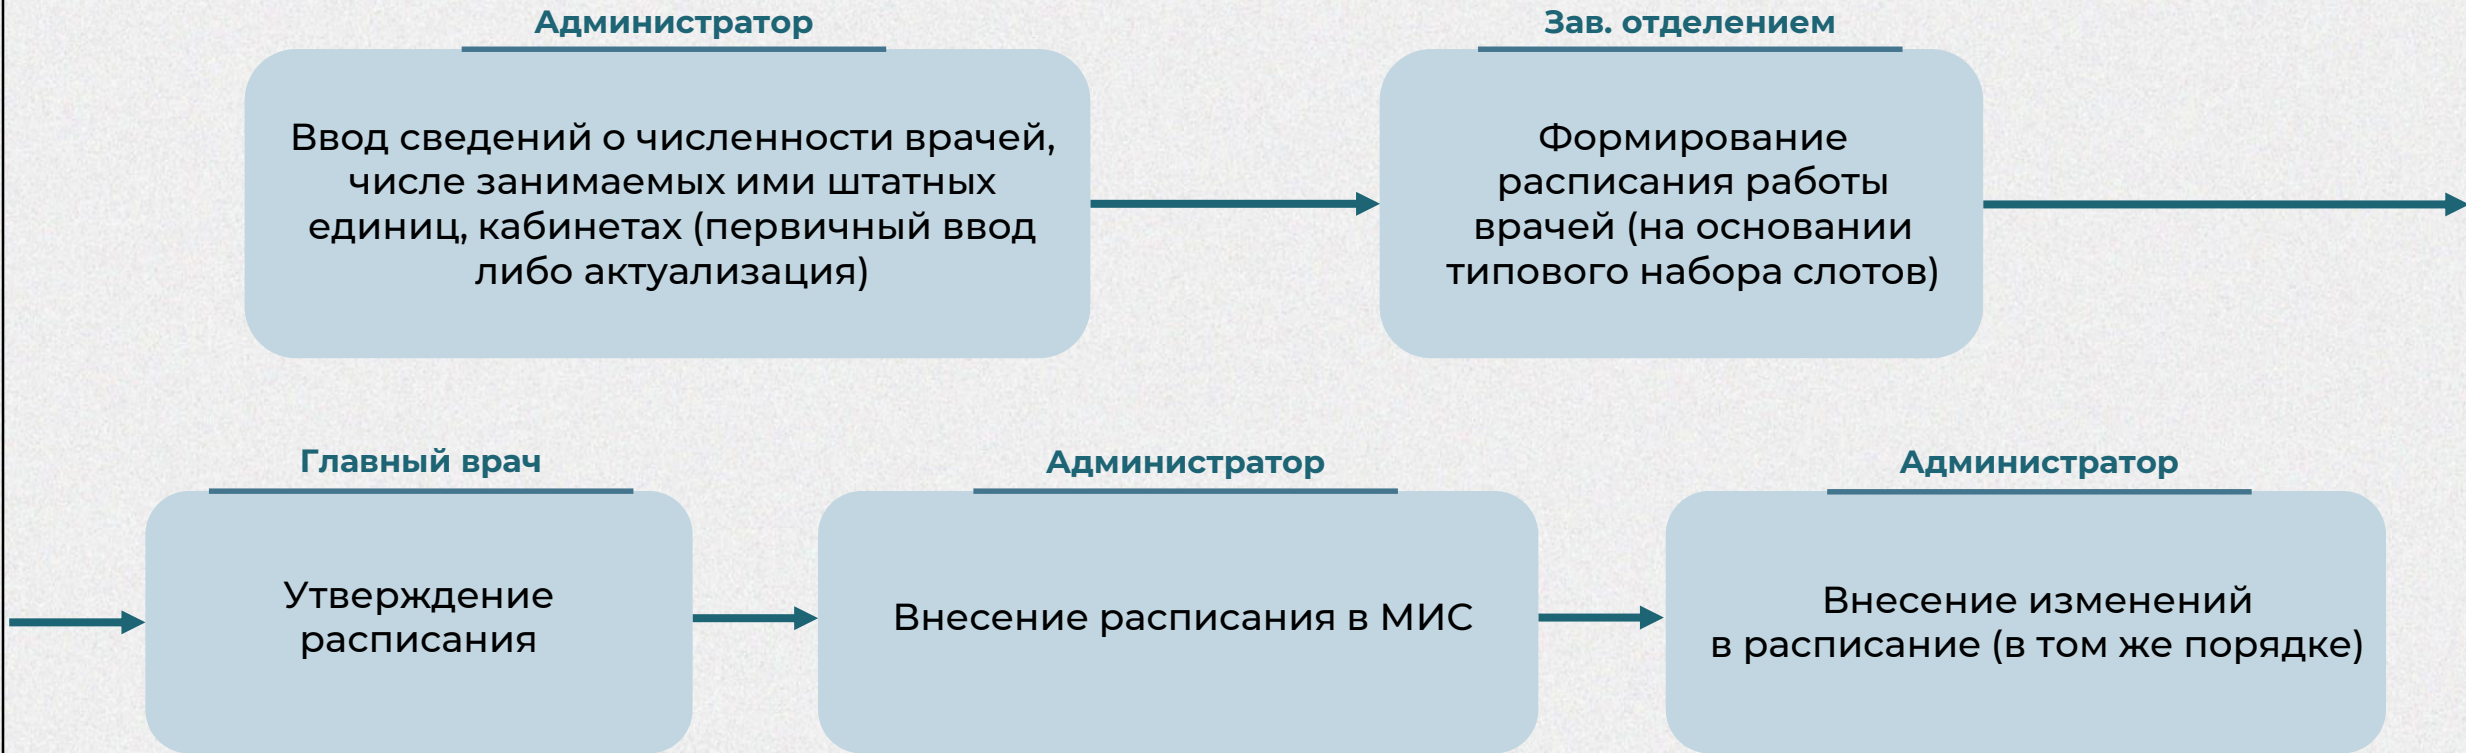 Администратор
Ввод сведений о численности врачей,
числе занимаемых ими штатных
единиц, кабинетах (первичный ввод
либо актуализация)
Зав. отделением
Формирование
расписания работы
врачей (на основании
типового набора слотов)
Главный врач
Утверждение
расписания
Администратор
Внесение расписания в МИС
Администратор
Внесение изменений
в расписание (в том же порядке)